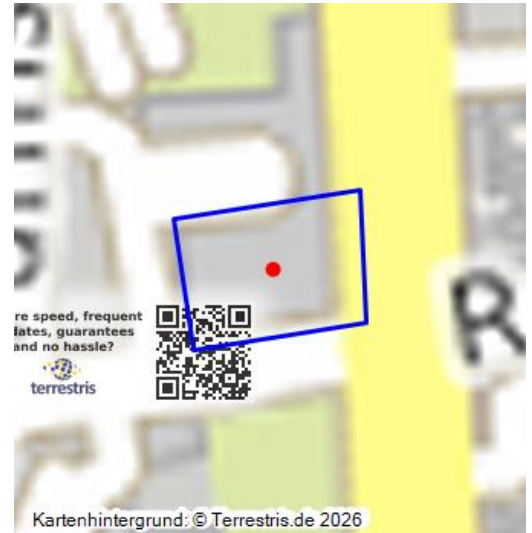 re speed, frequent
lates, guarantees
and no hassle?
terrestris
R
Kartenhintergrund: © Terrestris.de 2026